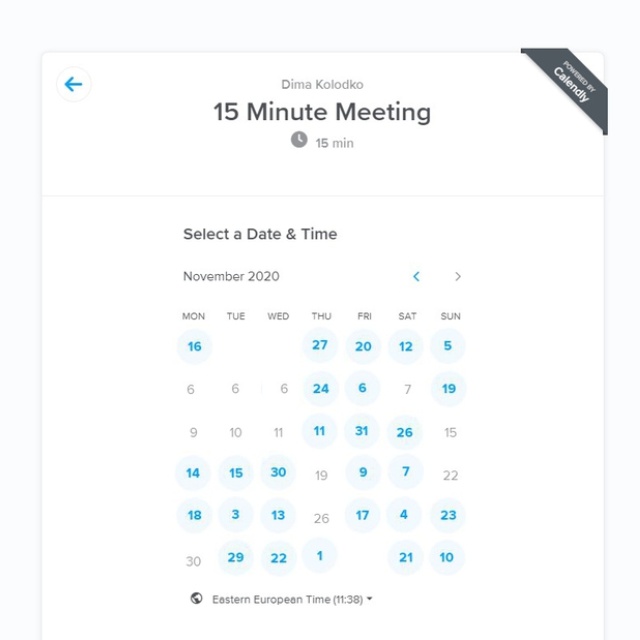 POWERED BY
Calendly
Dima Kolodko
15 Minute Meeting
15 min
Select a Date & Time
November 2020
MON TUE WED THU FRI SAT SUN
16 27 20 12 5
6 6 6 24 6 7 19
9 10 11 11 31 26 15
14 15 30 19 9 7 22
18 3 13 26 17 4 23
30 29 22 1 21 10
Eastern European Time (11:38)